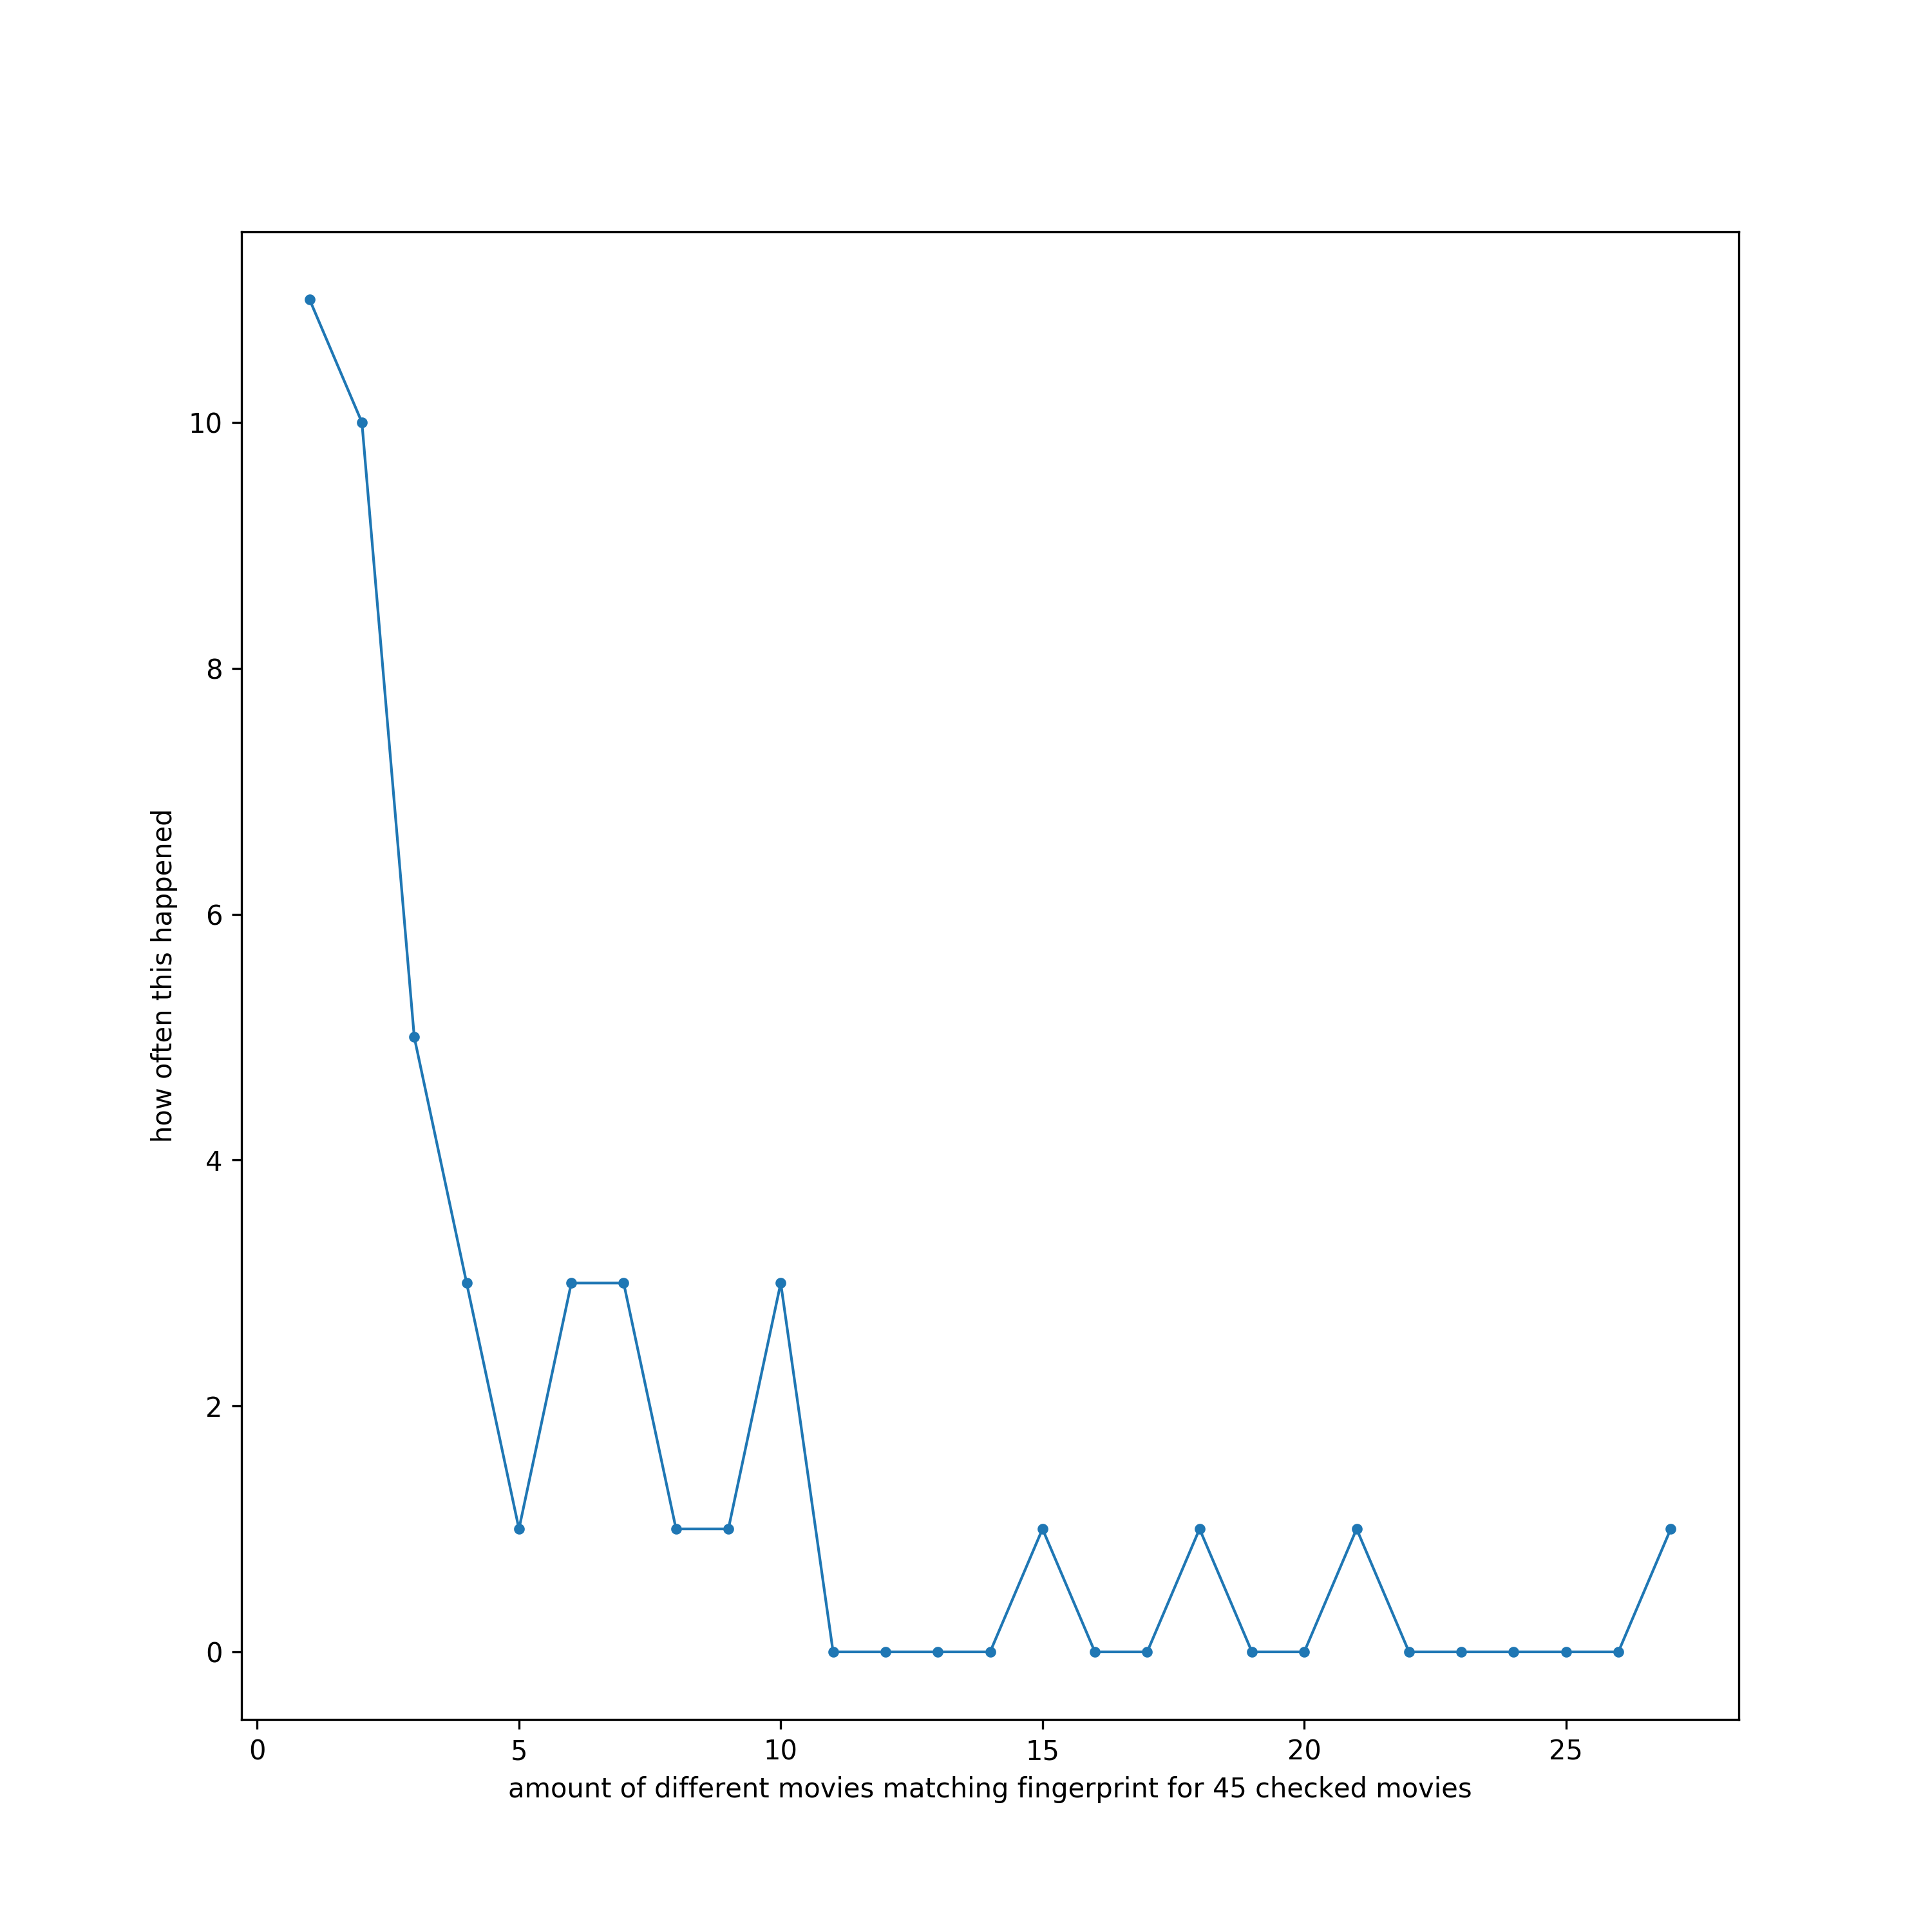 how often this happened
10
8
6
4
2
0
0 5 10 15 20 25
amount of different movies matching fingerprint for 45 checked movies